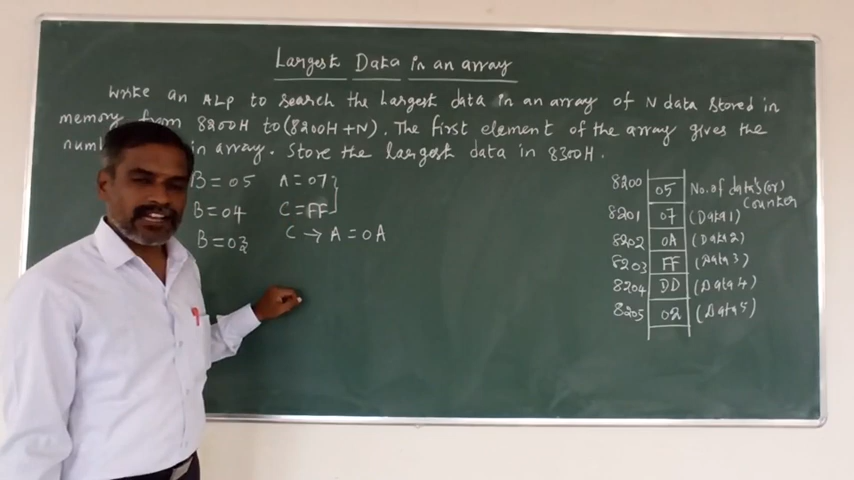 Largest Data in an array
Write an ALP to search the Largest data in an array of N data stored in
memory from 8200H to (8200H+N). The first element of the array gives the
num in array. Store the largest data in 8300H.
B = 05 A = 07
B = 04 C = FF
B = 03 C → A = 0A
8200 05 No. of data's (or) Counter
8201 07 (Data 1)
8202 0A (Data 2)
8203 FF (Data 3)
8204 DD (Data 4)
8205 02 (Data 5)